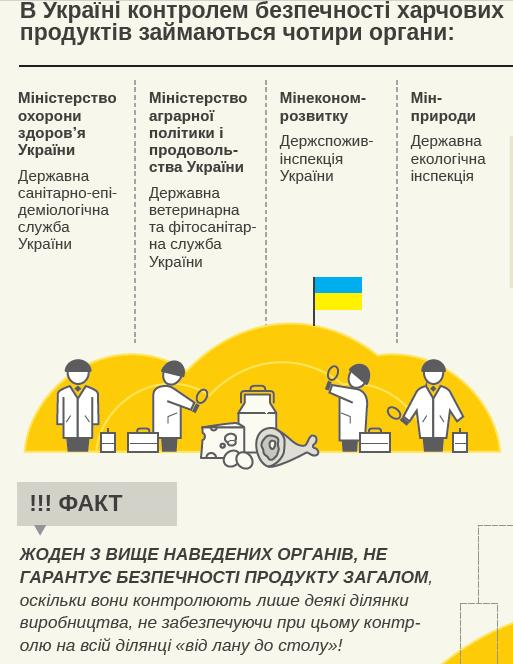 В Україні контролем безпечності харчових
продуктів займаються чотири органи:
Міністерство
охорони
здоров’я
України
Державна
санітарно-епі-
деміологічна
служба
України
Міністерство
аграрної
політики і
продоволь-
ства України
Державна
ветеринарна
та фітосанітар-
на служба
України
Мінеконом-
розвитку
Держспожив-
інспекція
України
Мін-
природи
Державна
екологічна
інспекція
!!! ФАКТ
ЖОДЕН З ВИЩЕ НАВЕДЕНИХ ОРГАНІВ, НЕ
ГАРАНТУЄ БЕЗПЕЧНОСТІ ПРОДУКТУ ЗАГАЛОМ,
оскільки вони контролюють лише деякі ділянки
виробництва, не забезпечуючи при цьому контр-
олю на всій ділянці «від лану до столу»!